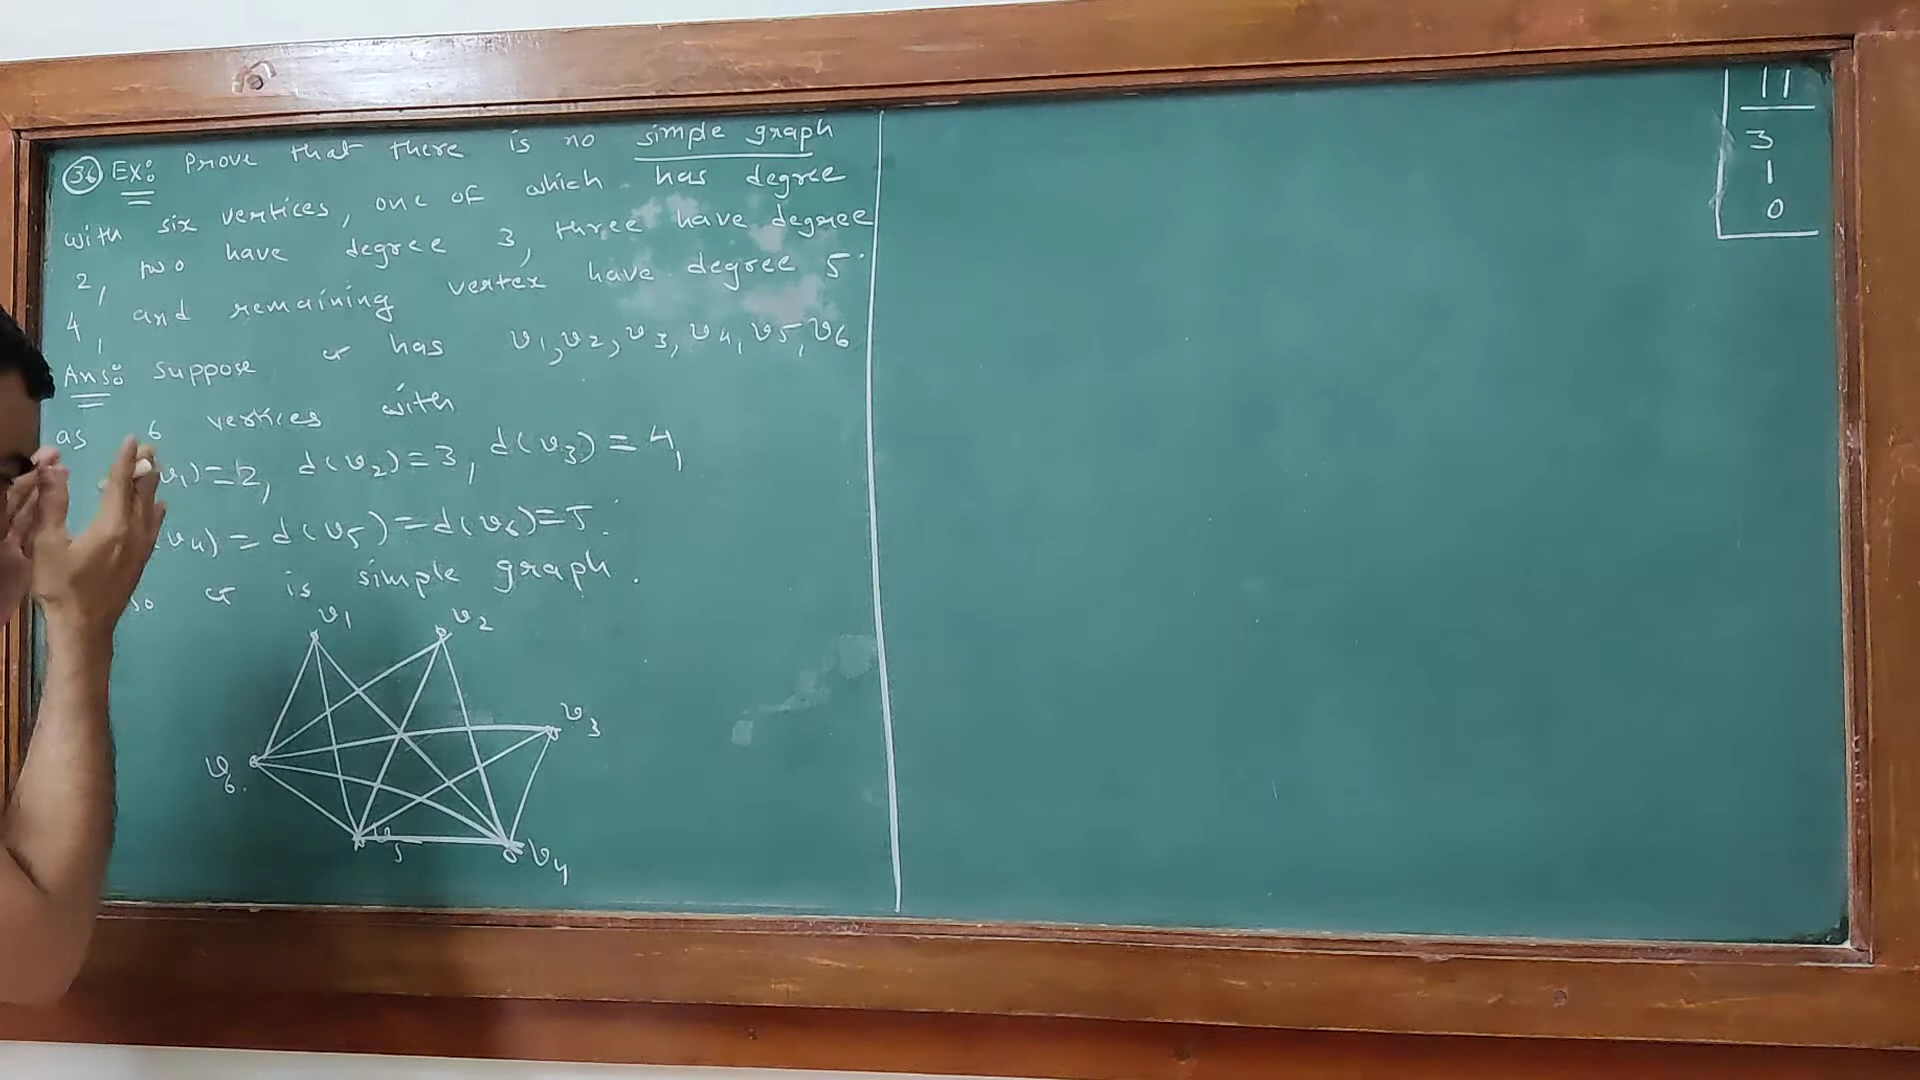 36 Ex: Prove that there is no simple graph
with six vertices, one of which has degree
2, two have degree 3, three have degree
4, and remaining vertex have degree 5.
Ans: Suppose G has v1, v2, v3, v4, v5, v6
as 6 vertices with
v1) = 2, d(v2) = 3, d(v3) = 4,
(v4) = d(v5) = d(v6) = 5.
so G is simple graph.
v1
v2
v3
v6
v5
v4
11
3
1
0